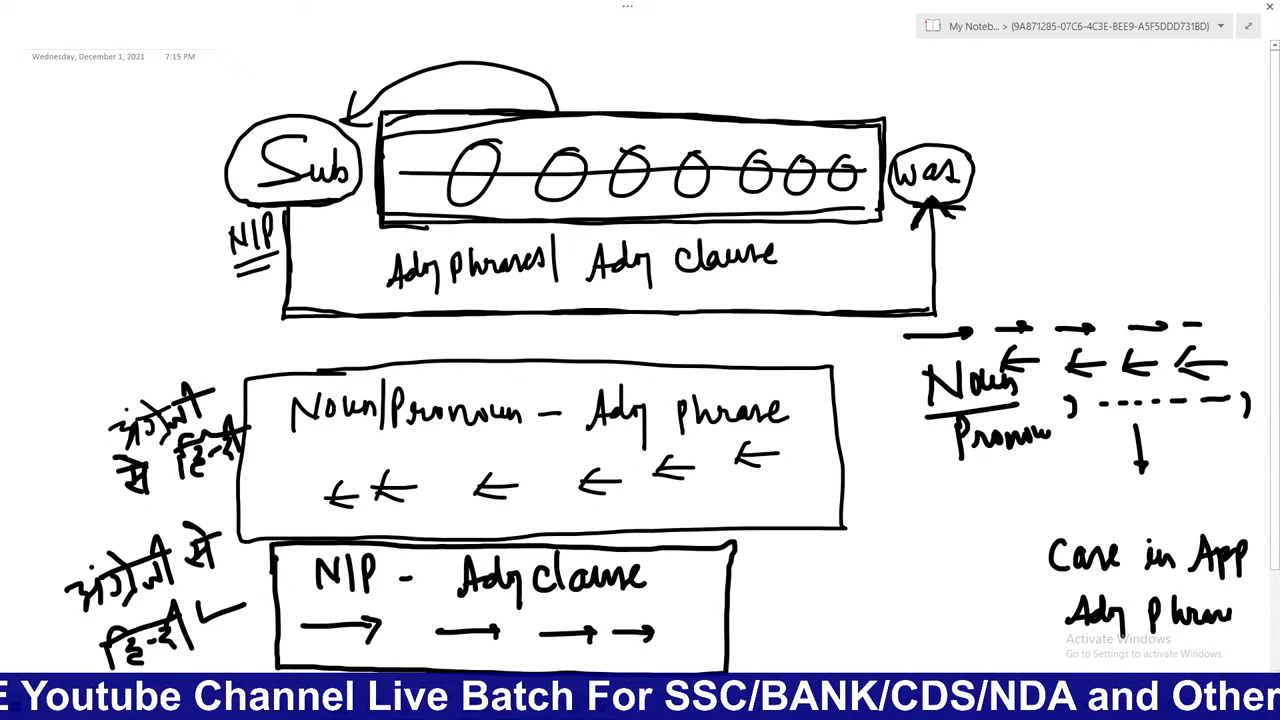 My Noteb... > {9A871285-07C6-4C3E-BEE9-A5F5DDD731BD}
Wednesday, December 1, 2021 7:15 PM
Sub
was
N/P
Adj Phrases/ Adj Clause
Noun/Pronoun - Adj phrase
अंग्रेजी
से हिन्दी
Noun
Pronoun
N/P - Adj clause
अंग्रेजी से
हिन्दी
Case in App
Adj Phrase
Activate Windows
Go to Settings to activate Windows.
E Youtube Channel Live Batch For SSC/BANK/CDS/NDA and Other